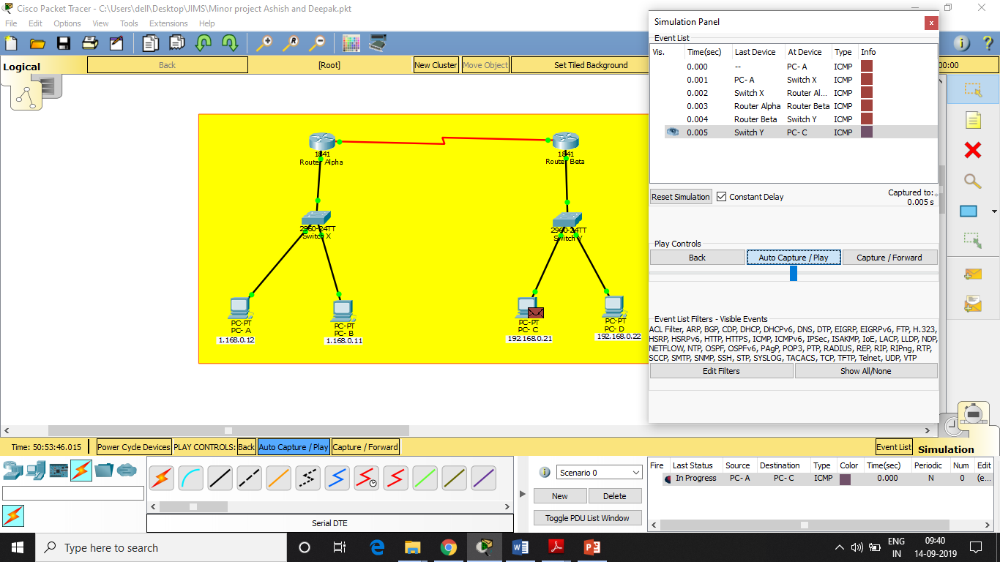 Cisco Packet Tracer - C:\Users\dell\Desktop\JIMS\Minor project Ashish and Deepak.pkt
File Edit Options View Tools Extensions Help
Logical
Back
[Root]
New Cluster
Move Object
Set Tiled Background
00:00
Simulation Panel
Event List
Vis. Time(sec) Last Device At Device Type Info
0.000 -- PC- A ICMP
0.001 PC- A Switch X ICMP
0.002 Switch X Router Al... ICMP
0.003 Router Alpha Router Beta ICMP
0.004 Router Beta Switch Y ICMP
0.005 Switch Y PC- C ICMP
Reset Simulation
Constant Delay
Captured to:
0.005 s
Play Controls
Back
Auto Capture / Play
Capture / Forward
Event List Filters - Visible Events
ACL Filter, ARP, BGP, CDP, DHCP, DHCPv6, DNS, DTP, EIGRP, EIGRPv6, FTP, H.323,
HSRP, HSRPv6, HTTP, HTTPS, ICMP, ICMPv6, IPSec, ISAKMP, IoE, LACP, LLDP, NDP,
NETFLOW, NTP, OSPF, OSPFv6, PAgP, POP3, PTP, RADIUS, REP, RIP, RIPng, RTP,
SCCP, SMTP, SNMP, SSH, STP, SYSLOG, TACACS, TCP, TFTP, Telnet, UDP, VTP
Edit Filters
Show All/None
1841
Router Alpha
1841
Router Beta
2960-24TT
Switch X
2960-24TT
Switch Y
PC-PT
PC- A
1.168.0.12
PC-PT
PC- B
1.168.0.11
PC-PT
PC- C
192.168.0.21
PC-PT
PC- D
192.168.0.22
Time: 50:53:46.015
Power Cycle Devices
PLAY CONTROLS:
Back
Auto Capture / Play
Capture / Forward
Event List
Simulation
Serial DTE
Scenario 0
New
Delete
Toggle PDU List Window
Fire Last Status Source Destination Type Color Time(sec) Periodic Num Edit
In Progress PC- A PC- C ICMP 0.000 N 0 (e...
Type here to search
ENG
IN
09:40
14-09-2019